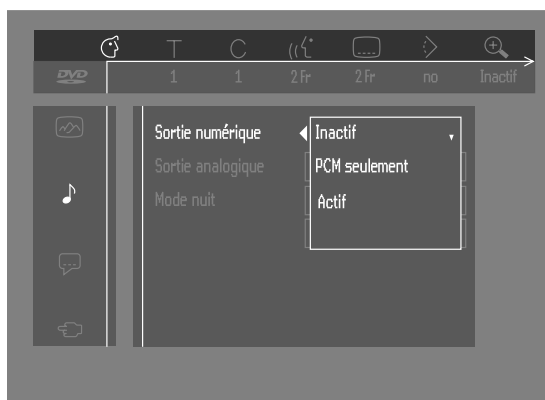 T C
DVD 1 1 2 Fr 2 Fr no Inactif
Sortie numérique Inactif
Sortie analogique PCM seulement
Mode nuit Actif